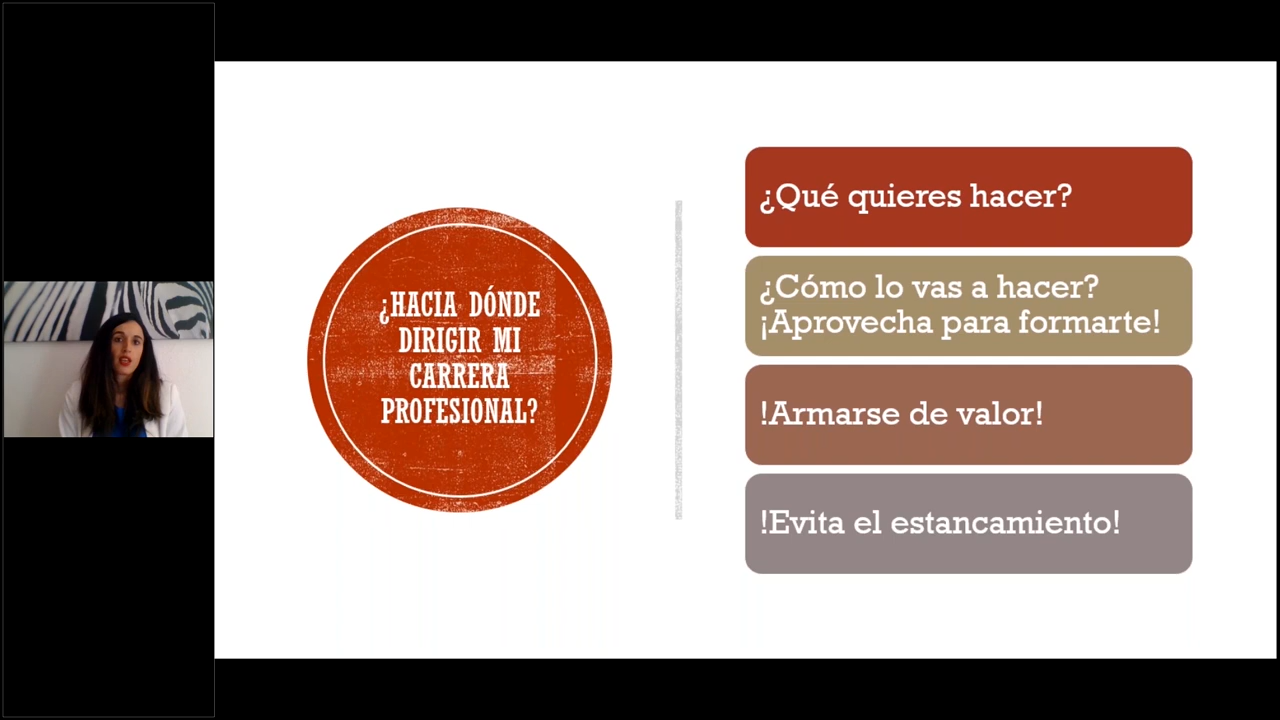 ¿HACIA DÓNDE
DIRIGIR MI
CARRERA
PROFESIONAL?
¿Qué quieres hacer?
¿Cómo lo vas a hacer?
¡Aprovecha para formarte!
!Armarse de valor!
!Evita el estancamiento!